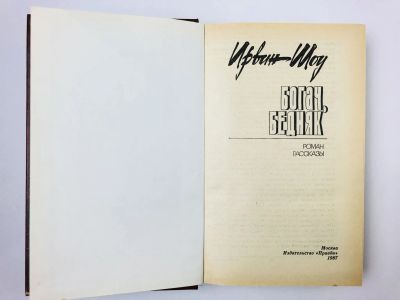 Ирвин Шоу
БОГАЧ,
БЕДНЯК
РОМАН
РАССКАЗЫ
Москва
Издательство «Правда»
1987